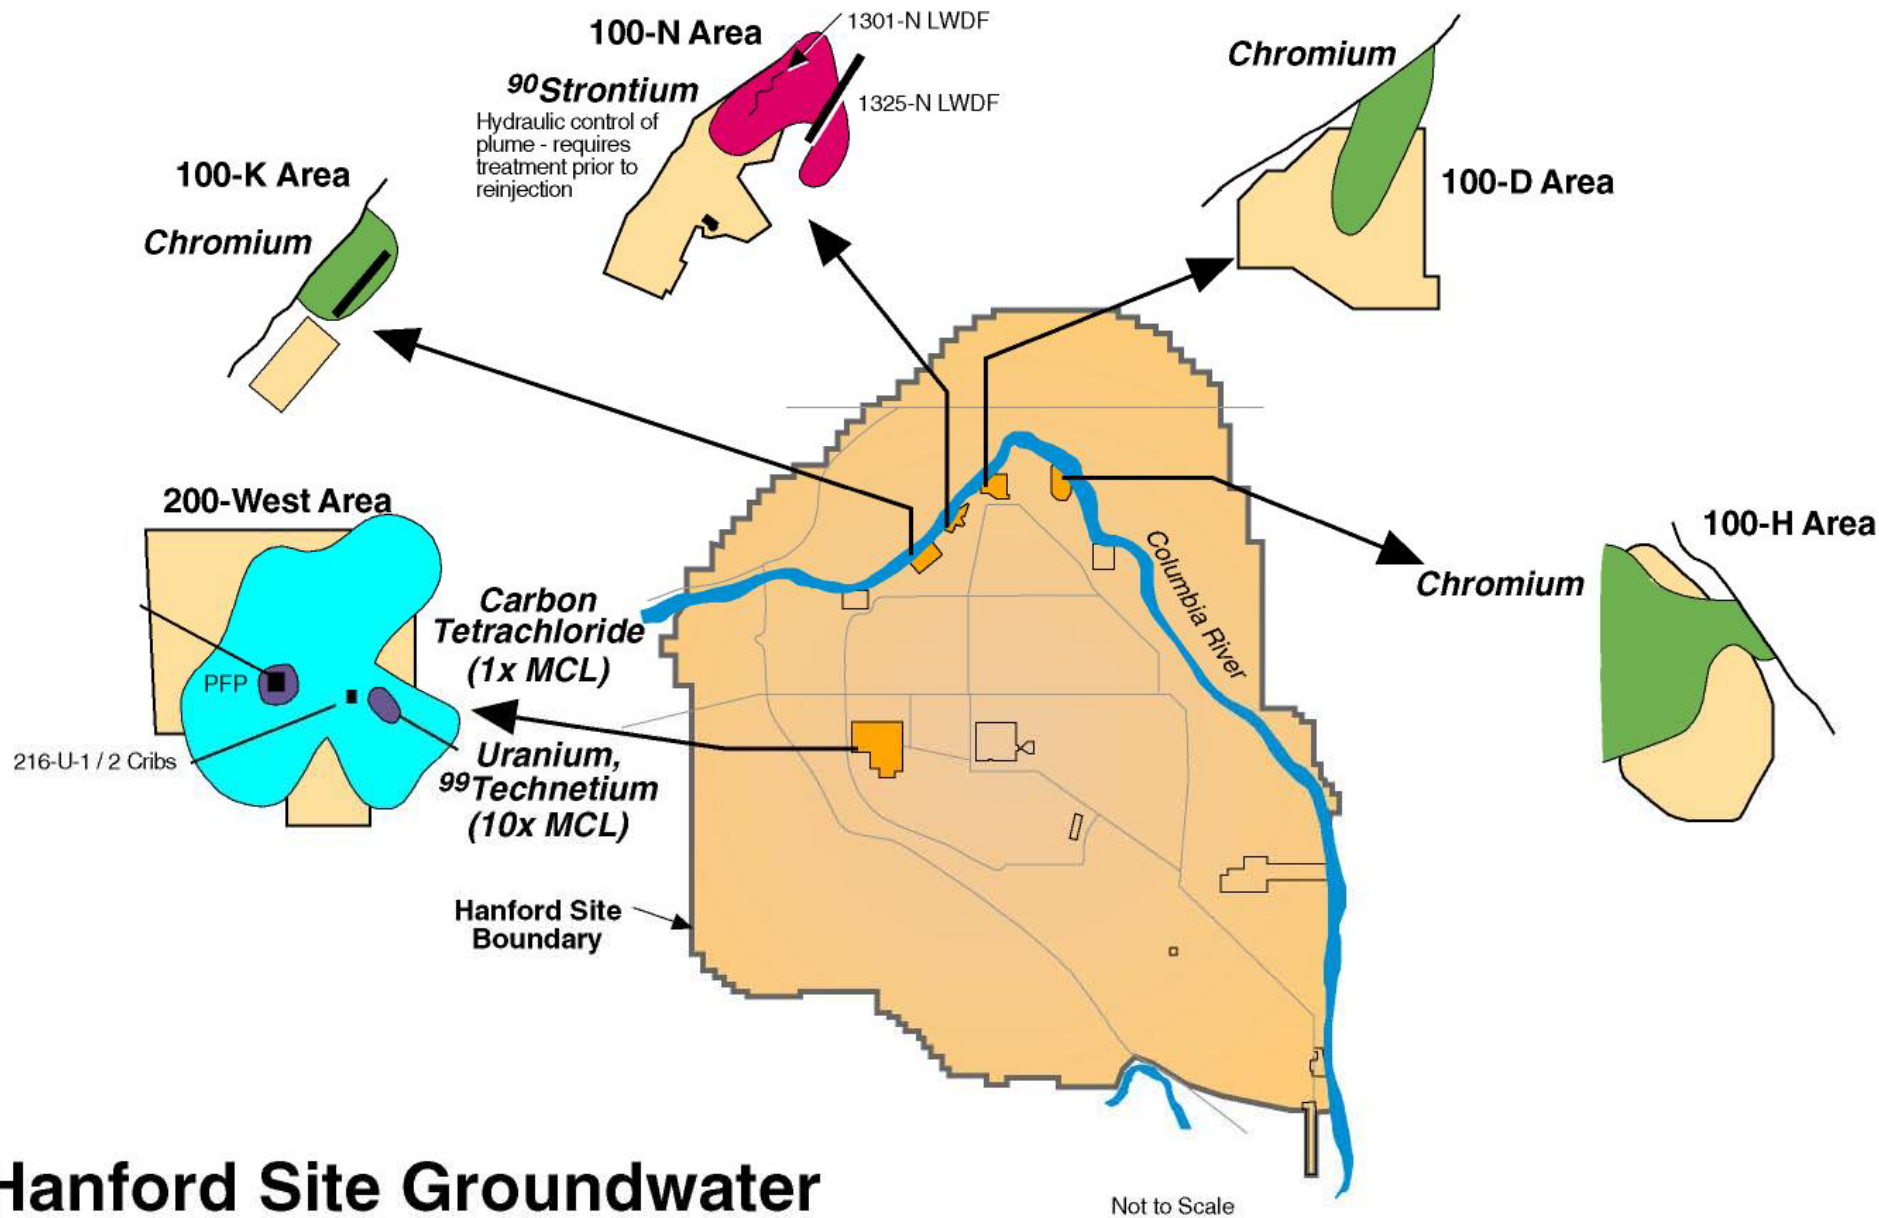 100-N Area
1301-N LWDF
90Strontium
1325-N LWDF
Hydraulic control of
plume - requires
treatment prior to
reinjection
Chromium
100-D Area
100-K Area
Chromium
200-West Area
PFP
216-U-1 / 2 Cribs
Carbon
Tetrachloride
(1x MCL)
Uranium,
99Technetium
(10x MCL)
Columbia River
100-H Area
Chromium
Hanford Site
Boundary
Hanford Site Groundwater
Not to Scale